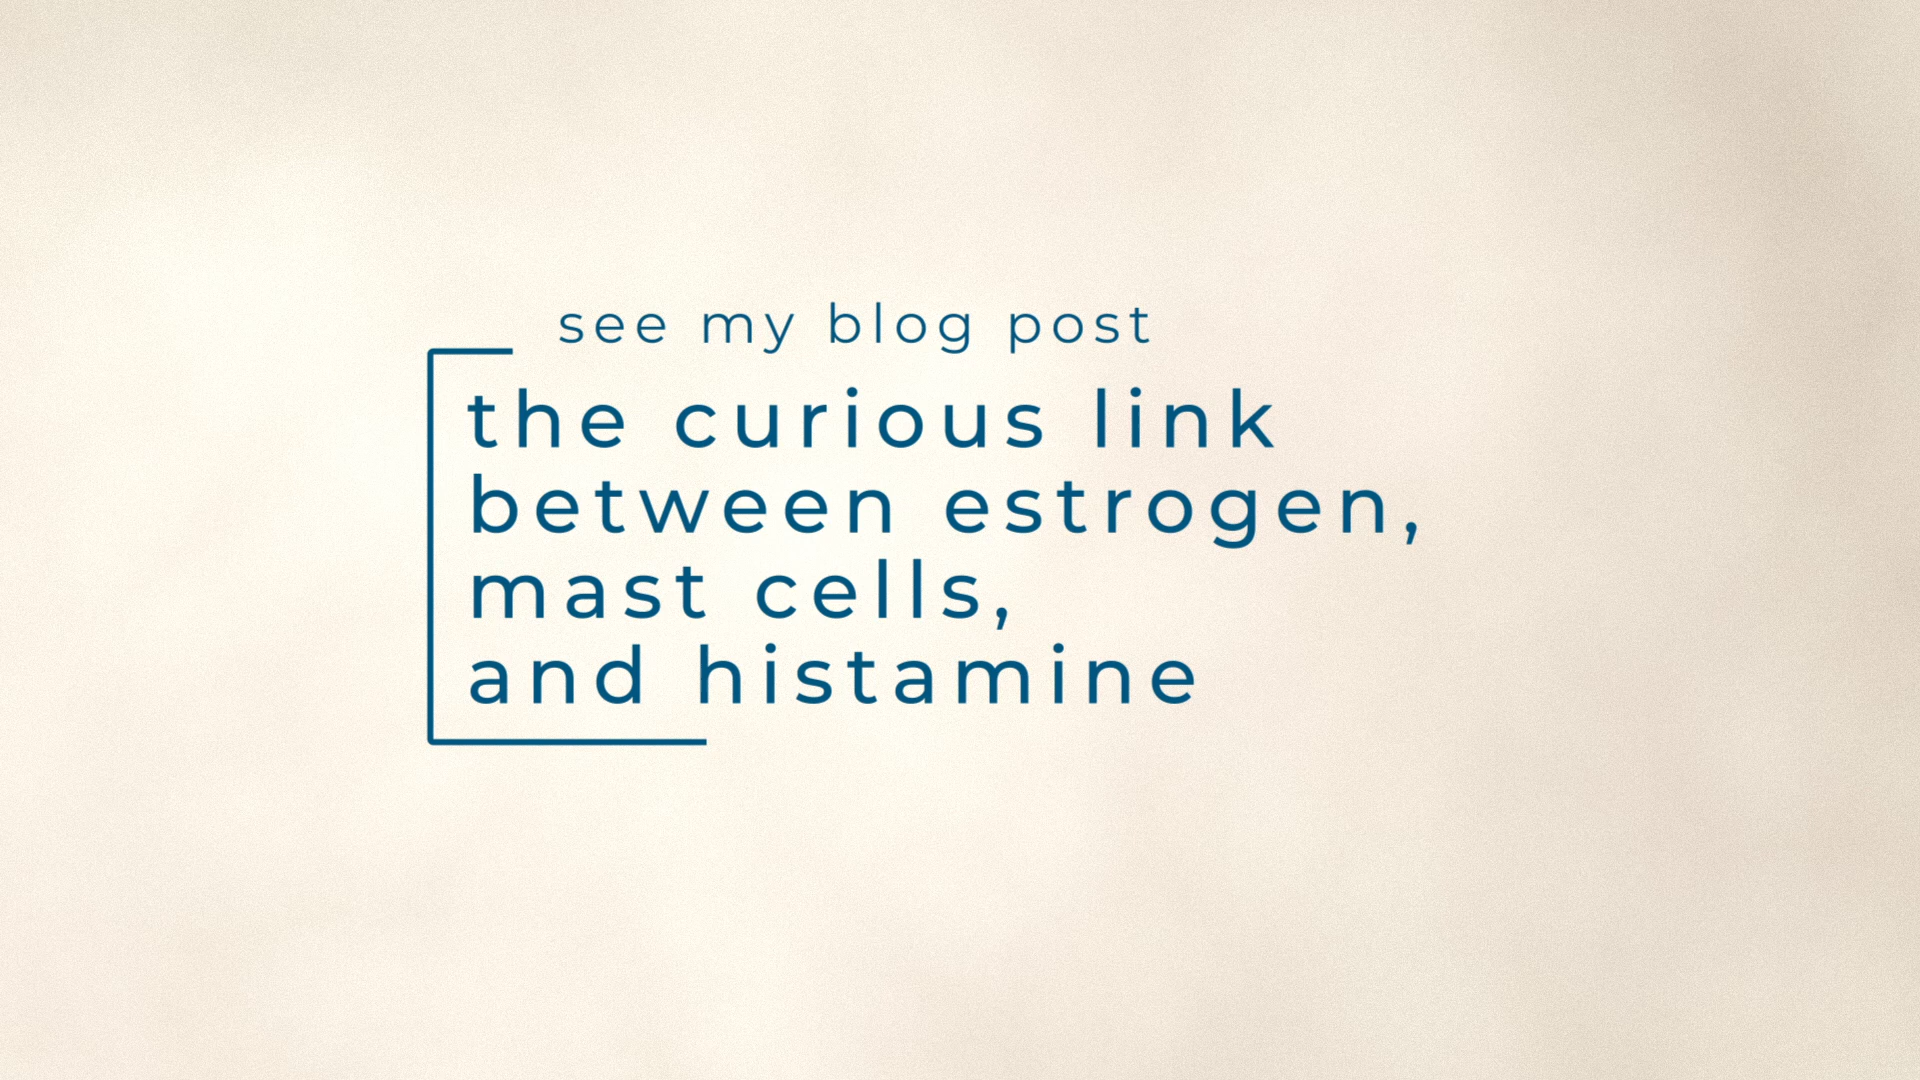 see my blog post
the curious link
between estrogen,
mast cells,
and histamine